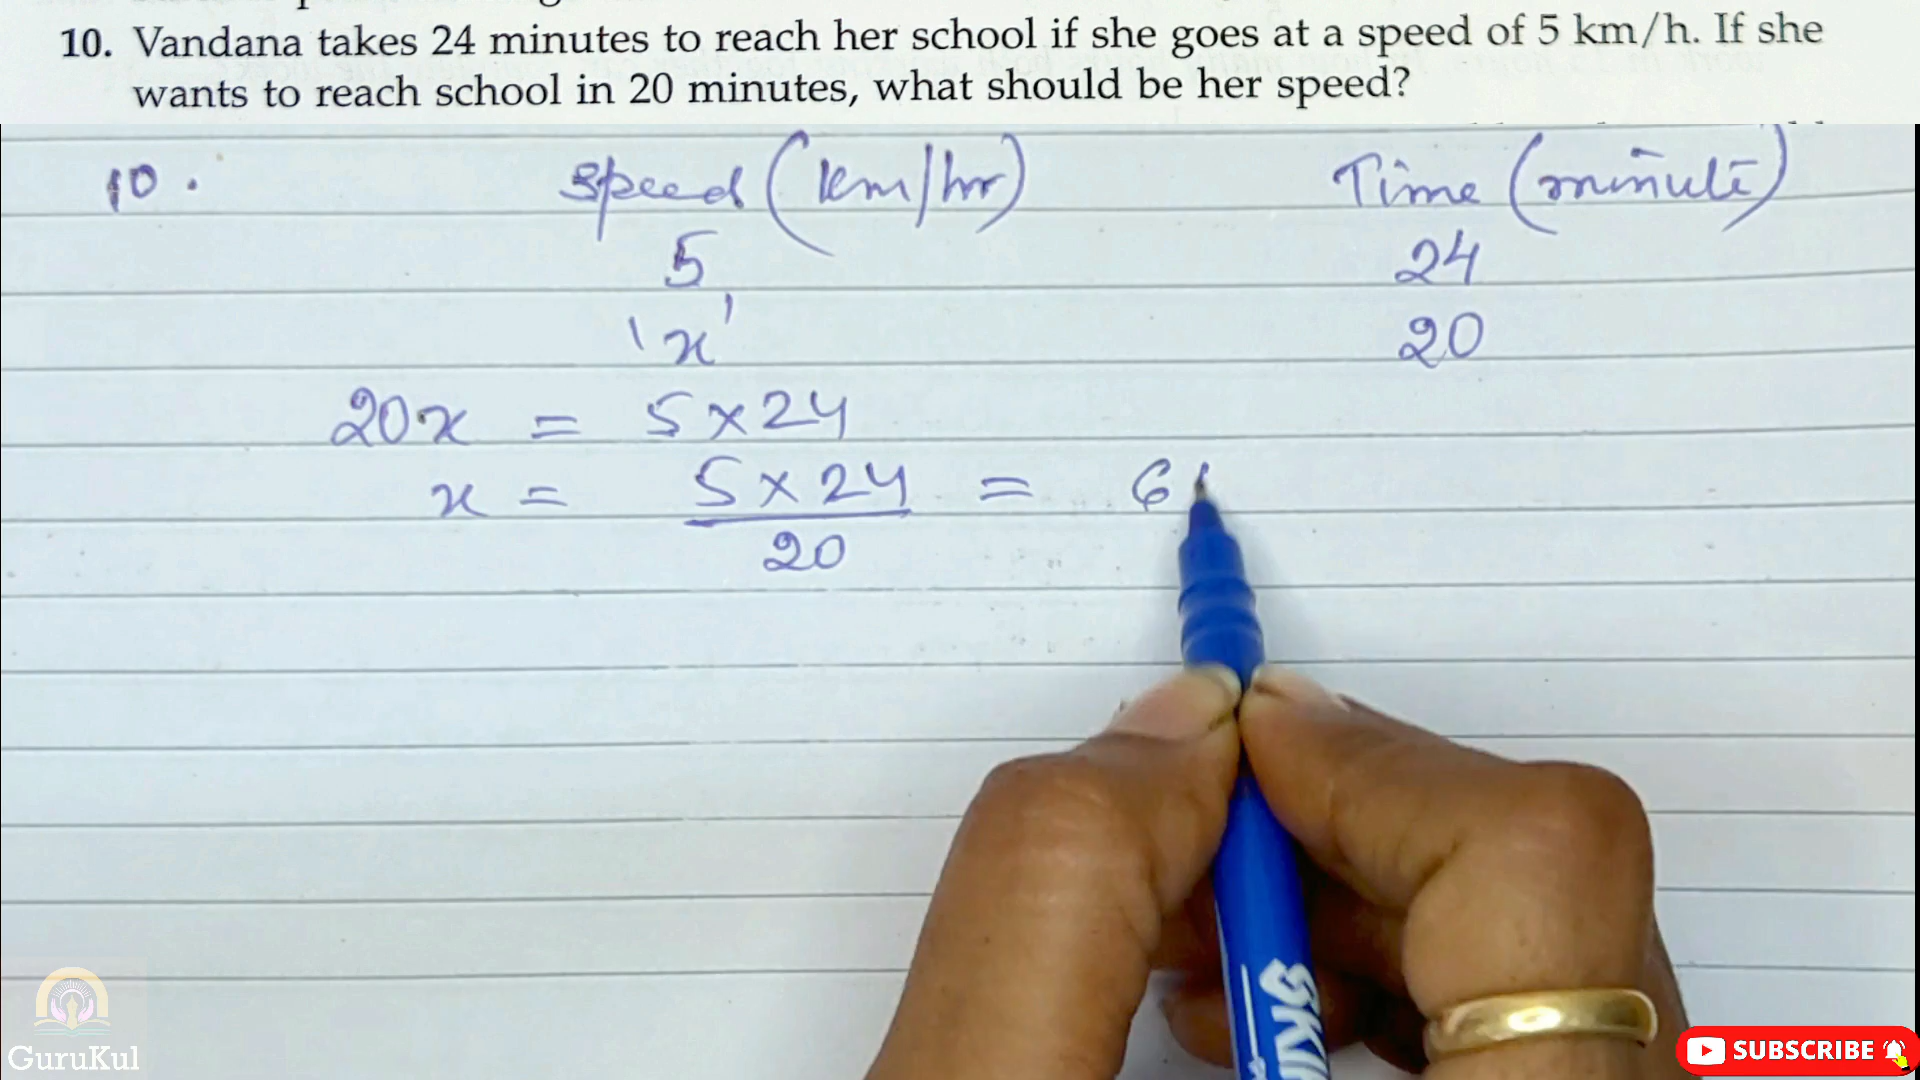 10. Vandana takes 24 minutes to reach her school if she goes at a speed of 5 km/h. If she
wants to reach school in 20 minutes, what should be her speed?
10. Speed (km/hr) Time (minute)
5 24
'x' 20
20x = 5×24
x = 5×24 = 6
20
SKI
GuruKul
SUBSCRIBE